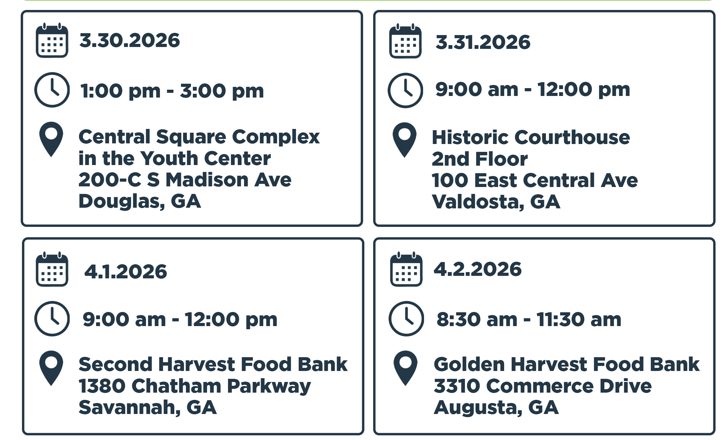 3.30.2026
1:00 pm - 3:00 pm
Central Square Complex
in the Youth Center
200-C S Madison Ave
Douglas, GA
3.31.2026
9:00 am - 12:00 pm
Historic Courthouse
2nd Floor
100 East Central Ave
Valdosta, GA
4.1.2026
9:00 am - 12:00 pm
Second Harvest Food Bank
1380 Chatham Parkway
Savannah, GA
4.2.2026
8:30 am - 11:30 am
Golden Harvest Food Bank
3310 Commerce Drive
Augusta, GA